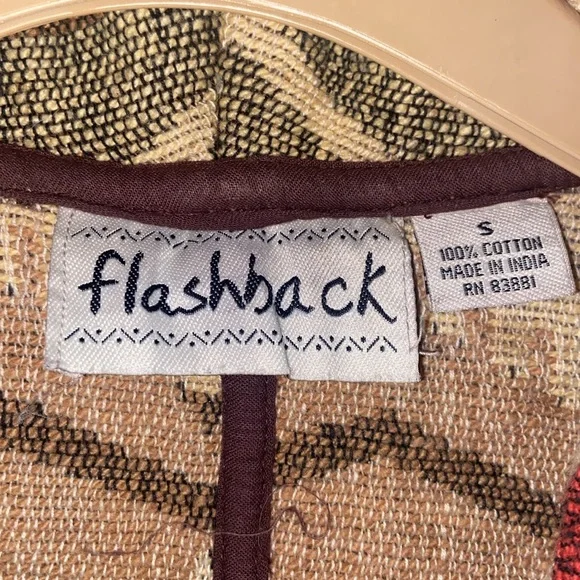 flashback
S
100% COTTON
MADE IN INDIA
RN 83881